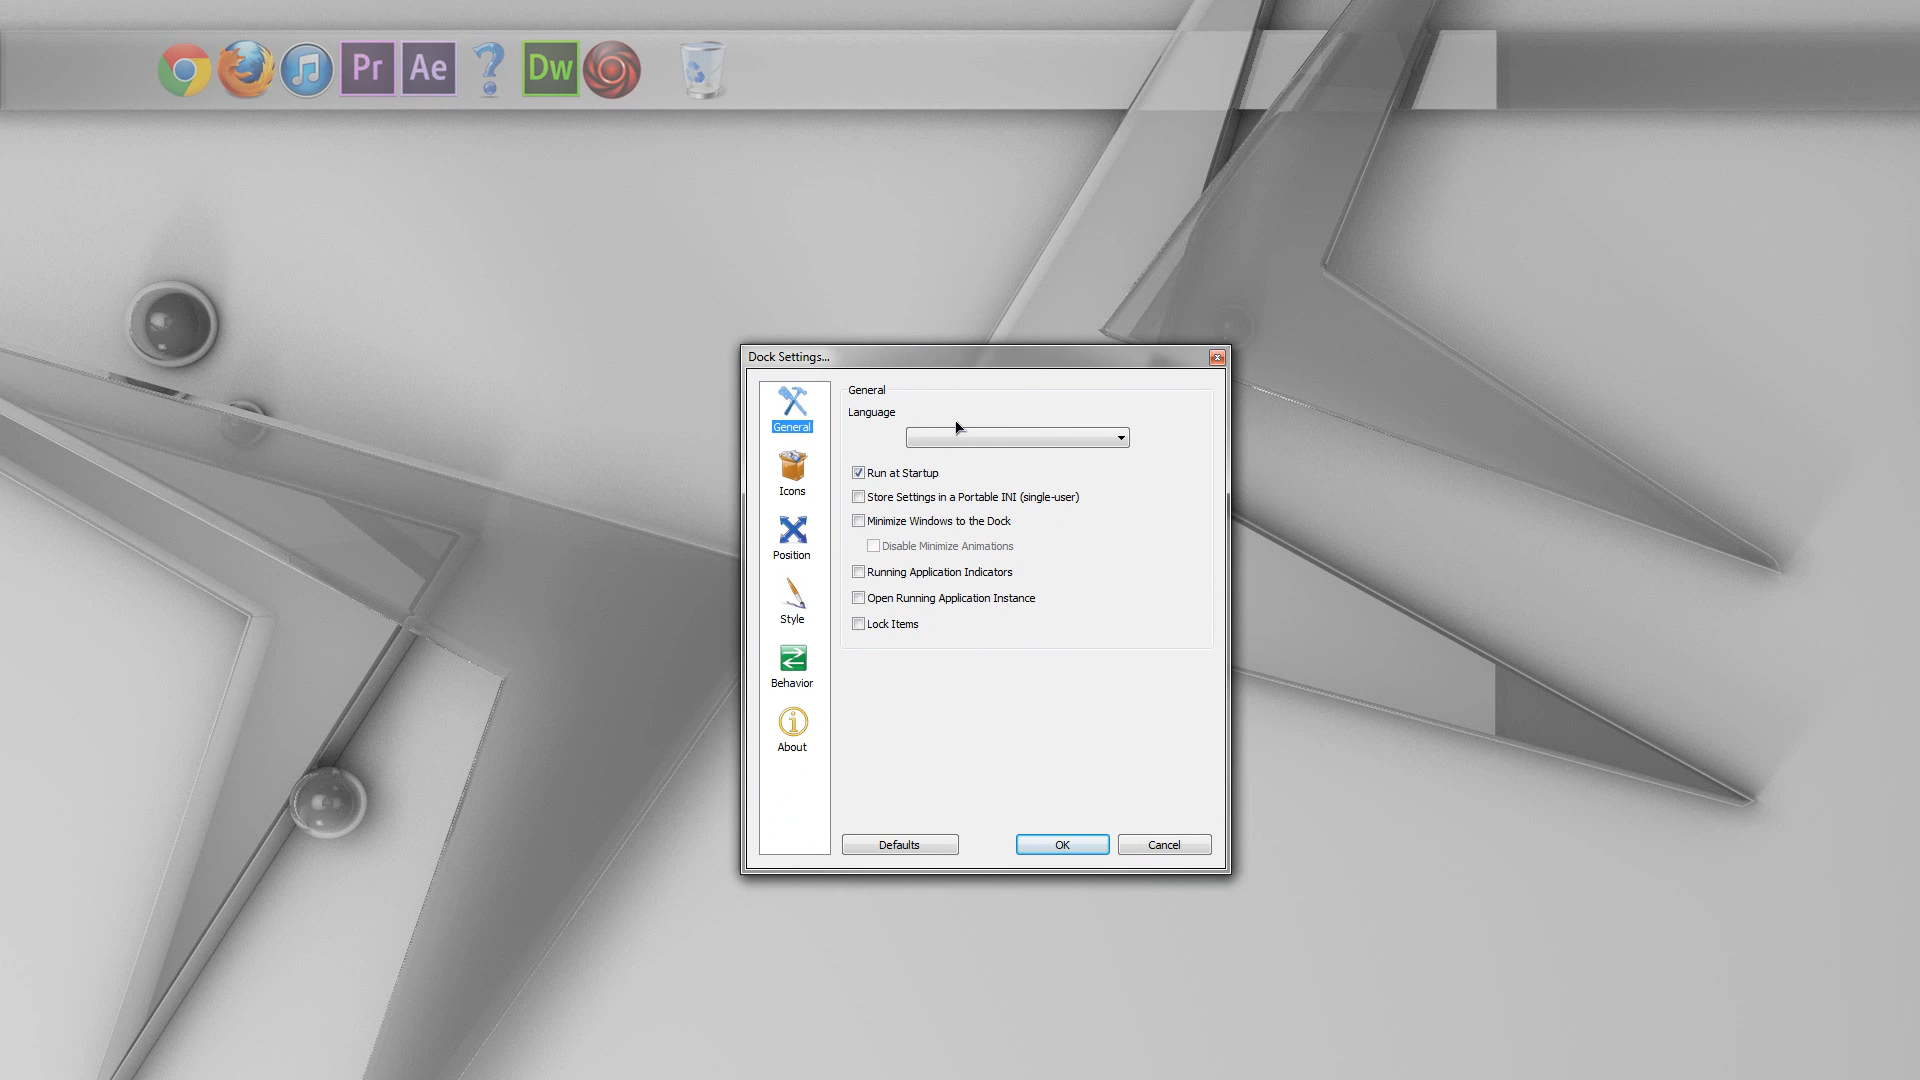 Pr Ae ? Dw
Dock Settings...
General
Icons
Position
Style
Behavior
About
General
Language
Run at Startup
Store Settings in a Portable INI (single-user)
Minimize Windows to the Dock
Disable Minimize Animations
Running Application Indicators
Open Running Application Instance
Lock Items
Defaults OK Cancel